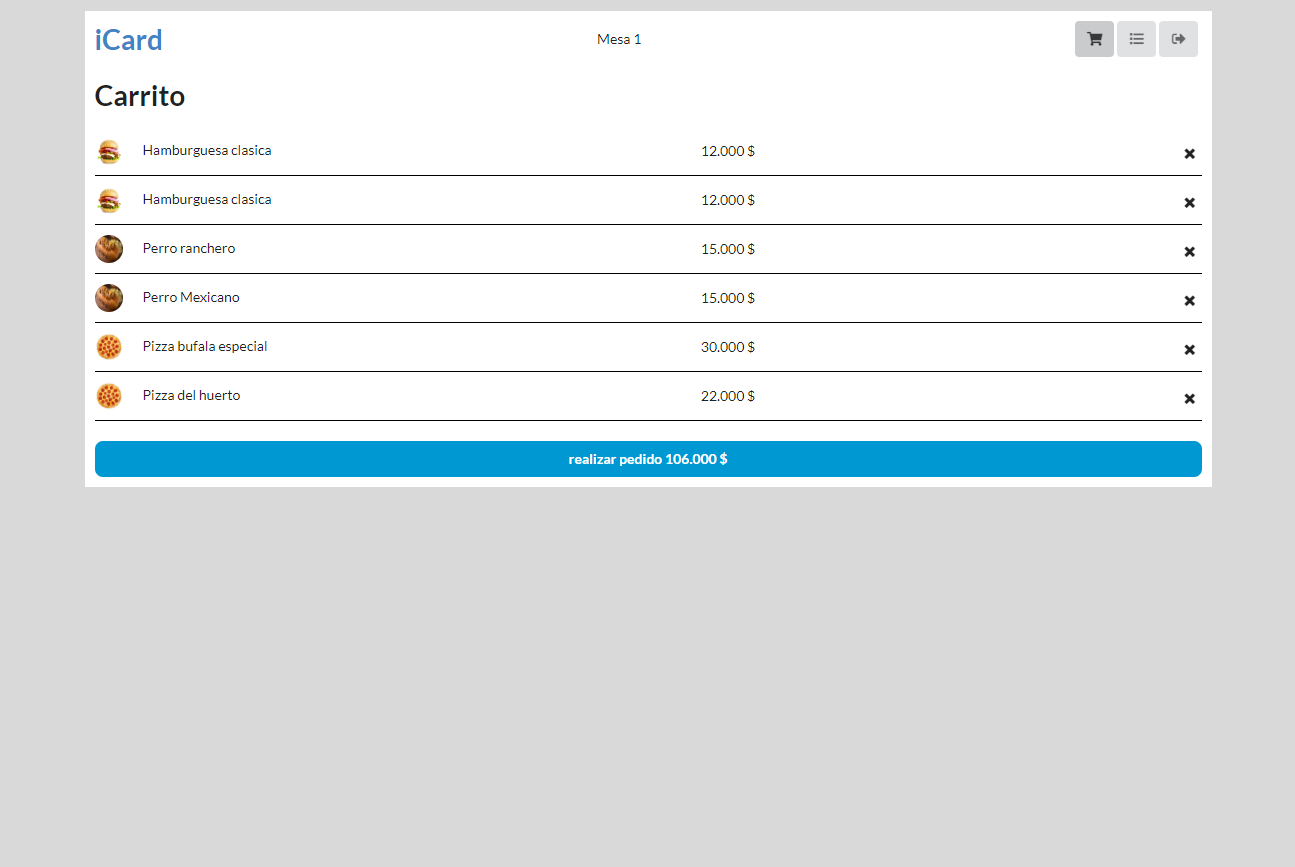 iCard
Mesa 1
Carrito
Hamburguesa clasica 12.000 $
Hamburguesa clasica 12.000 $
Perro ranchero 15.000 $
Perro Mexicano 15.000 $
Pizza bufala especial 30.000 $
Pizza del huerto 22.000 $
realizar pedido 106.000 $